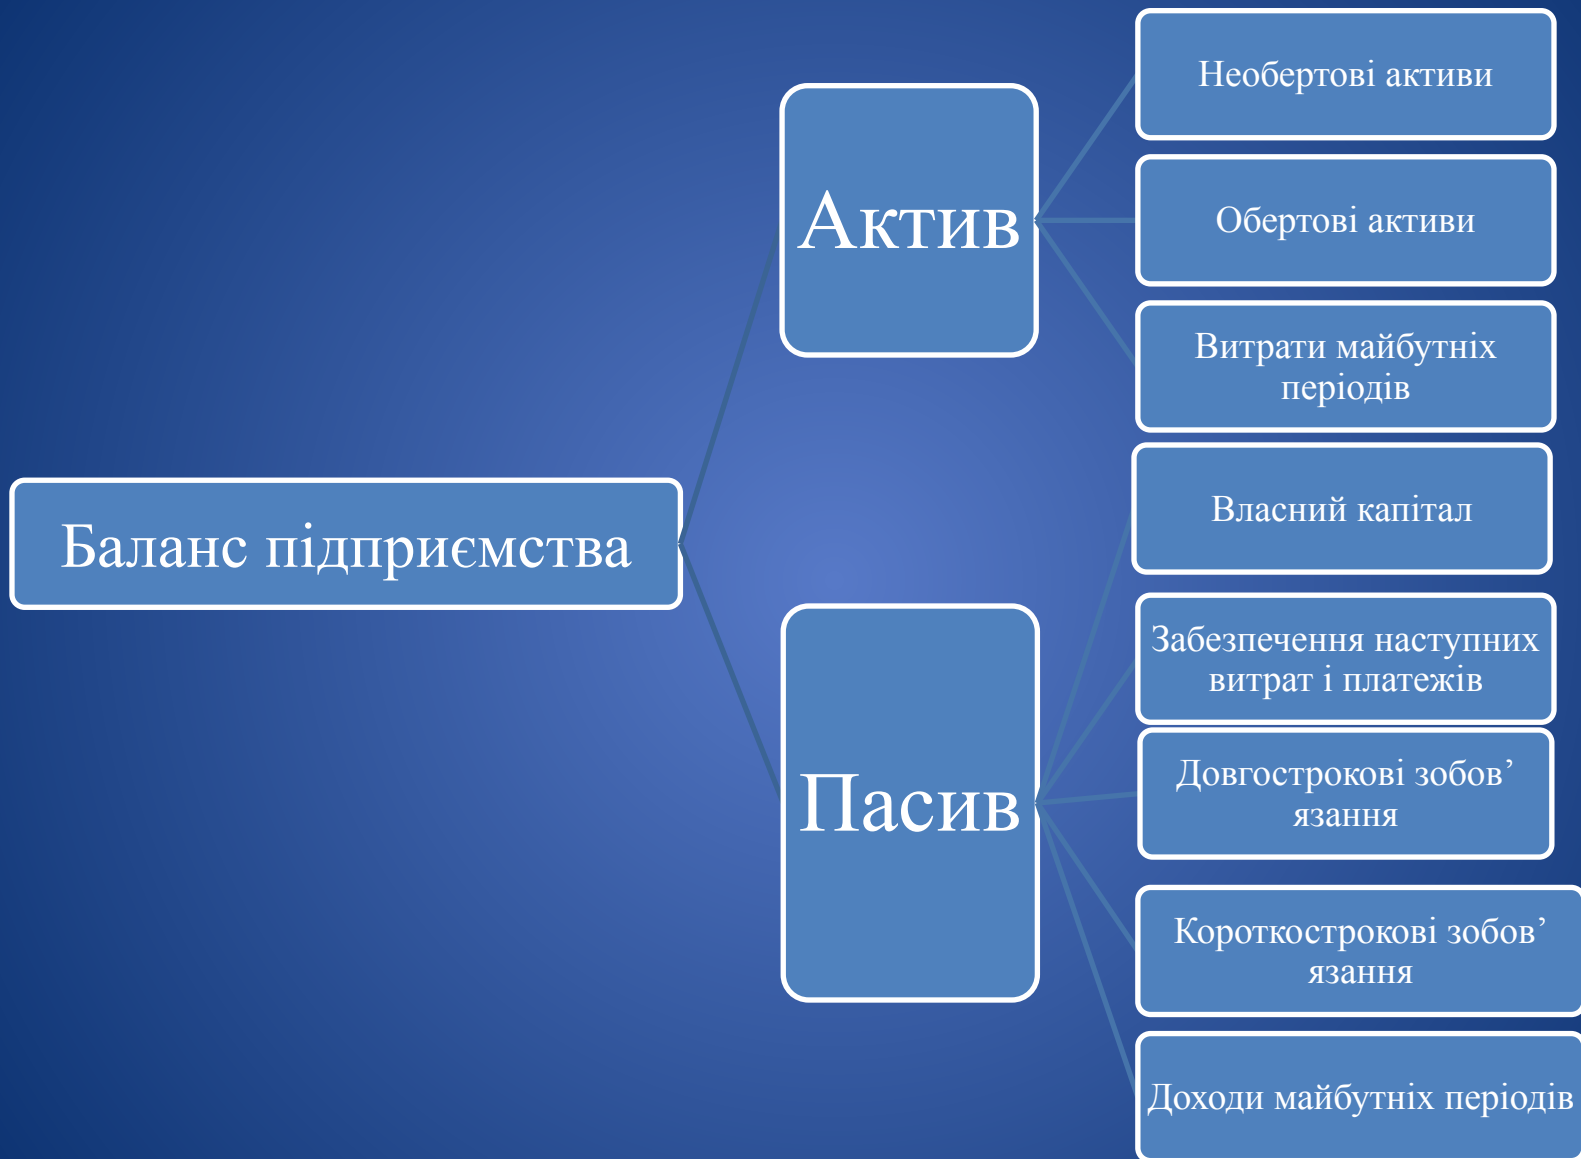 Баланс підприємства
Актив
Необертові активи
Обертові активи
Витрати майбутніх
періодів
Пасив
Власний капітал
Забезпечення наступних
витрат і платежів
Довгострокові зобов’
язання
Короткострокові зобов’
язання
Доходи майбутніх періодів